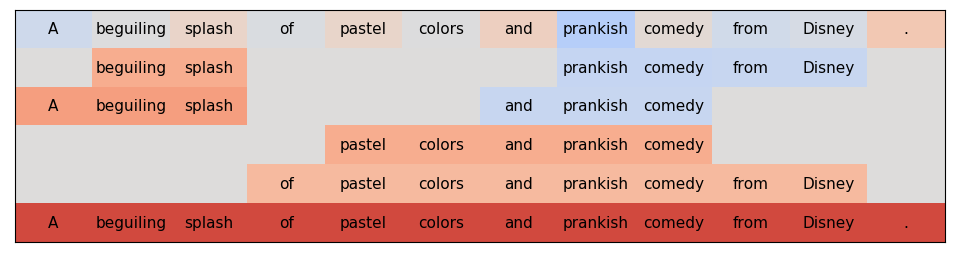 A beguiling splash of pastel colors and prankish comedy from Disney .
beguiling splash prankish comedy from Disney
A beguiling splash and prankish comedy
pastel colors and prankish comedy
of pastel colors and prankish comedy from Disney
A beguiling splash of pastel colors and prankish comedy from Disney .